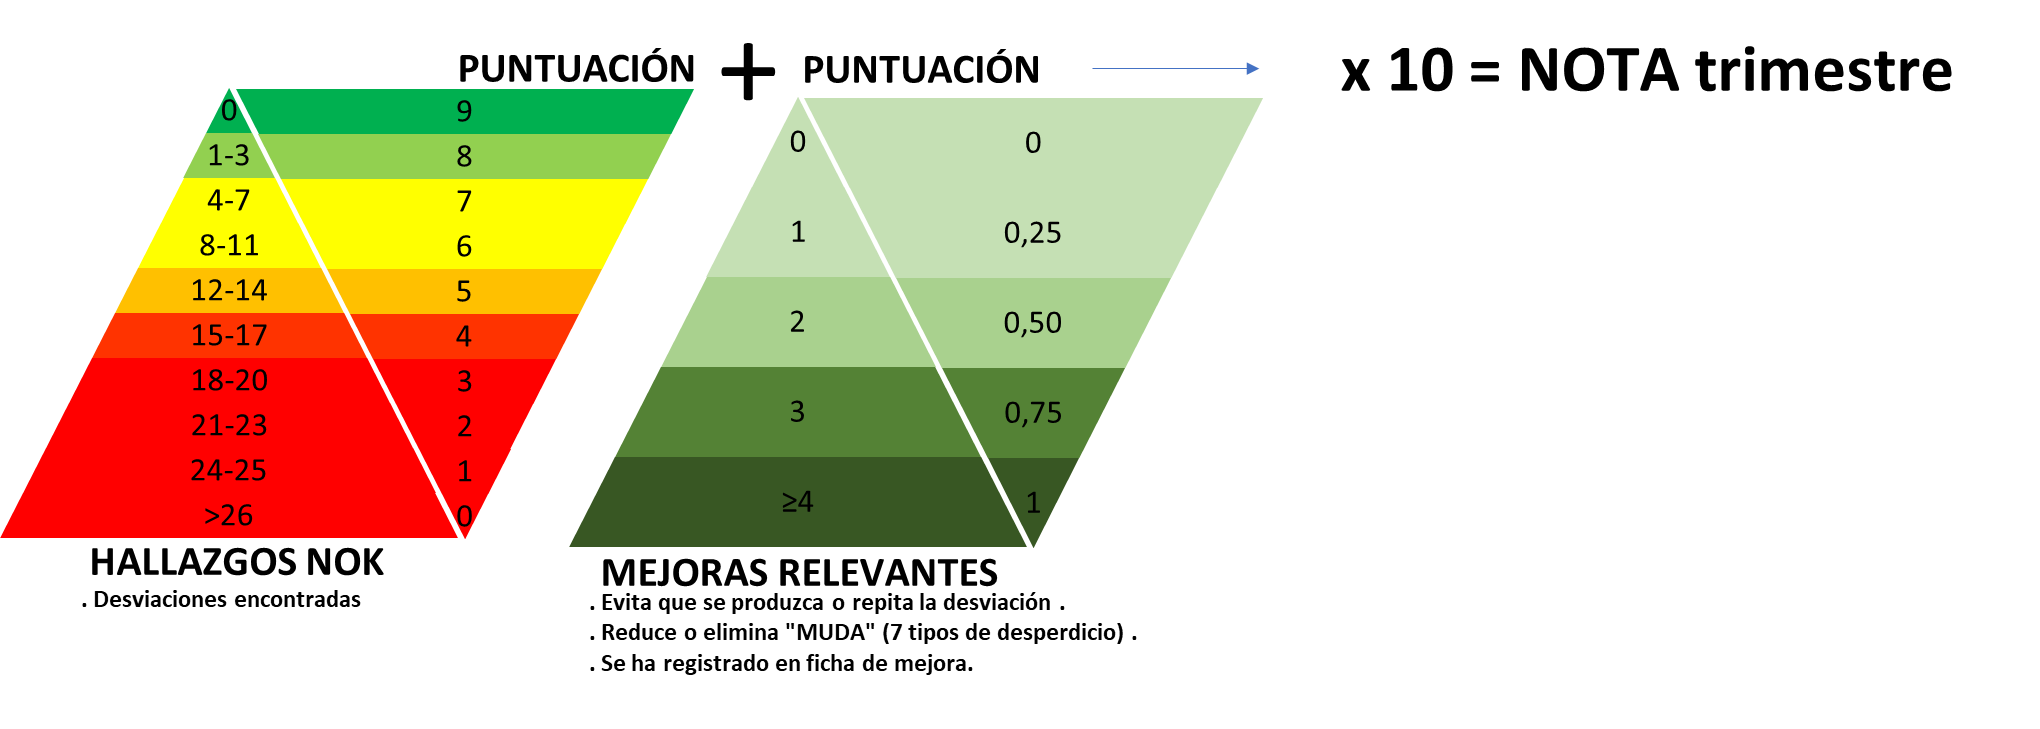 PUNTUACIÓN + PUNTUACIÓN x 10 = NOTA trimestre
0 9
1-3 8
4-7 7
8-11 6
12-14 5
15-17 4
18-20 3
21-23 2
24-25 1
>26 0
HALLAZGOS NOK
. Desviaciones encontradas
0 0
1 0,25
2 0,50
3 0,75
≥4 1
MEJORAS RELEVANTES
. Evita que se produzca o repita la desviación .
. Reduce o elimina "MUDA" (7 tipos de desperdicio) .
. Se ha registrado en ficha de mejora.